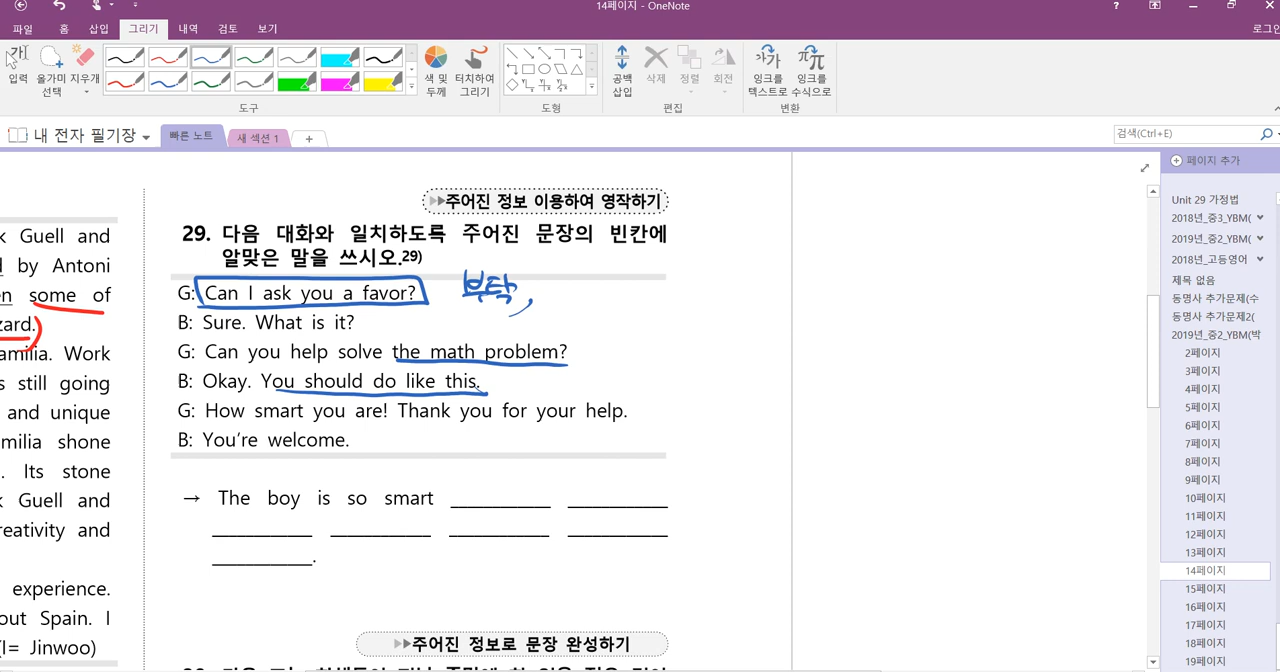 14페이지 - OneNote
?
로그인
파일 홈 삽입 그리기 내역 검토 보기
입력 올가미 선택 지우개 색 및 두께 터치하여 그리기 공백 삽입 삭제 정렬 회전 잉크를 텍스트로 잉크를 수식으로
도구 도형 편집 변환
내 전자 필기장 빠른 노트 새 섹션 1 +
검색(Ctrl+E)
페이지 추가
Unit 29 가정법
2018년_중3_YBM(
2019년_중2_YBM(
2018년_고등영어
제목 없음
동명사 추가문제(수
동명사 추가문제2(
2019년_중2_YBM(박
2페이지
3페이지
4페이지
5페이지
6페이지
7페이지
8페이지
9페이지
10페이지
11페이지
12페이지
13페이지
14페이지
15페이지
16페이지
17페이지
18페이지
19페이지
k Guell and
by Antoni
en some of
zard.)
amilia. Work
s still going
and unique
milia shone
. Its stone
k Guell and
reativity and
experience.
out Spain. I
(I= Jinwoo)
▶▶주어진 정보 이용하여 영작하기
29. 다음 대화와 일치하도록 주어진 문장의 빈칸에
알맞은 말을 쓰시오.29)
G: Can I ask you a favor? 부탁,
B: Sure. What is it?
G: Can you help solve the math problem?
B: Okay. You should do like this.
G: How smart you are! Thank you for your help.
B: You're welcome.
→ The boy is so smart __________ __________
__________ __________ __________ __________
__________.
▶▶주어진 정보로 문장 완성하기